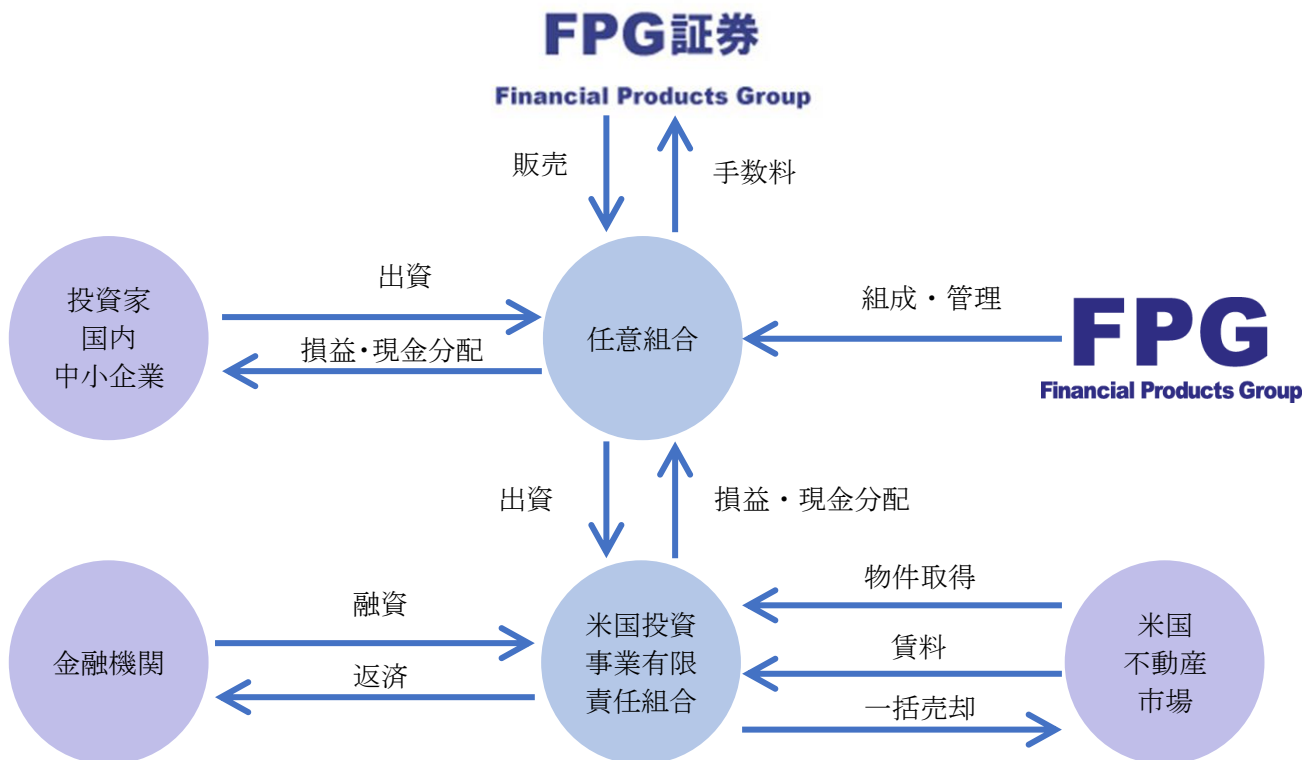 FPG証券
Financial Products Group
販売
手数料
投資家
国内
中小企業
出資
損益・現金分配
任意組合
組成・管理
FPG
Financial Products Group
出資
損益・現金分配
金融機関
融資
返済
米国投資
事業有限
責任組合
物件取得
賃料
一括売却
米国
不動産
市場